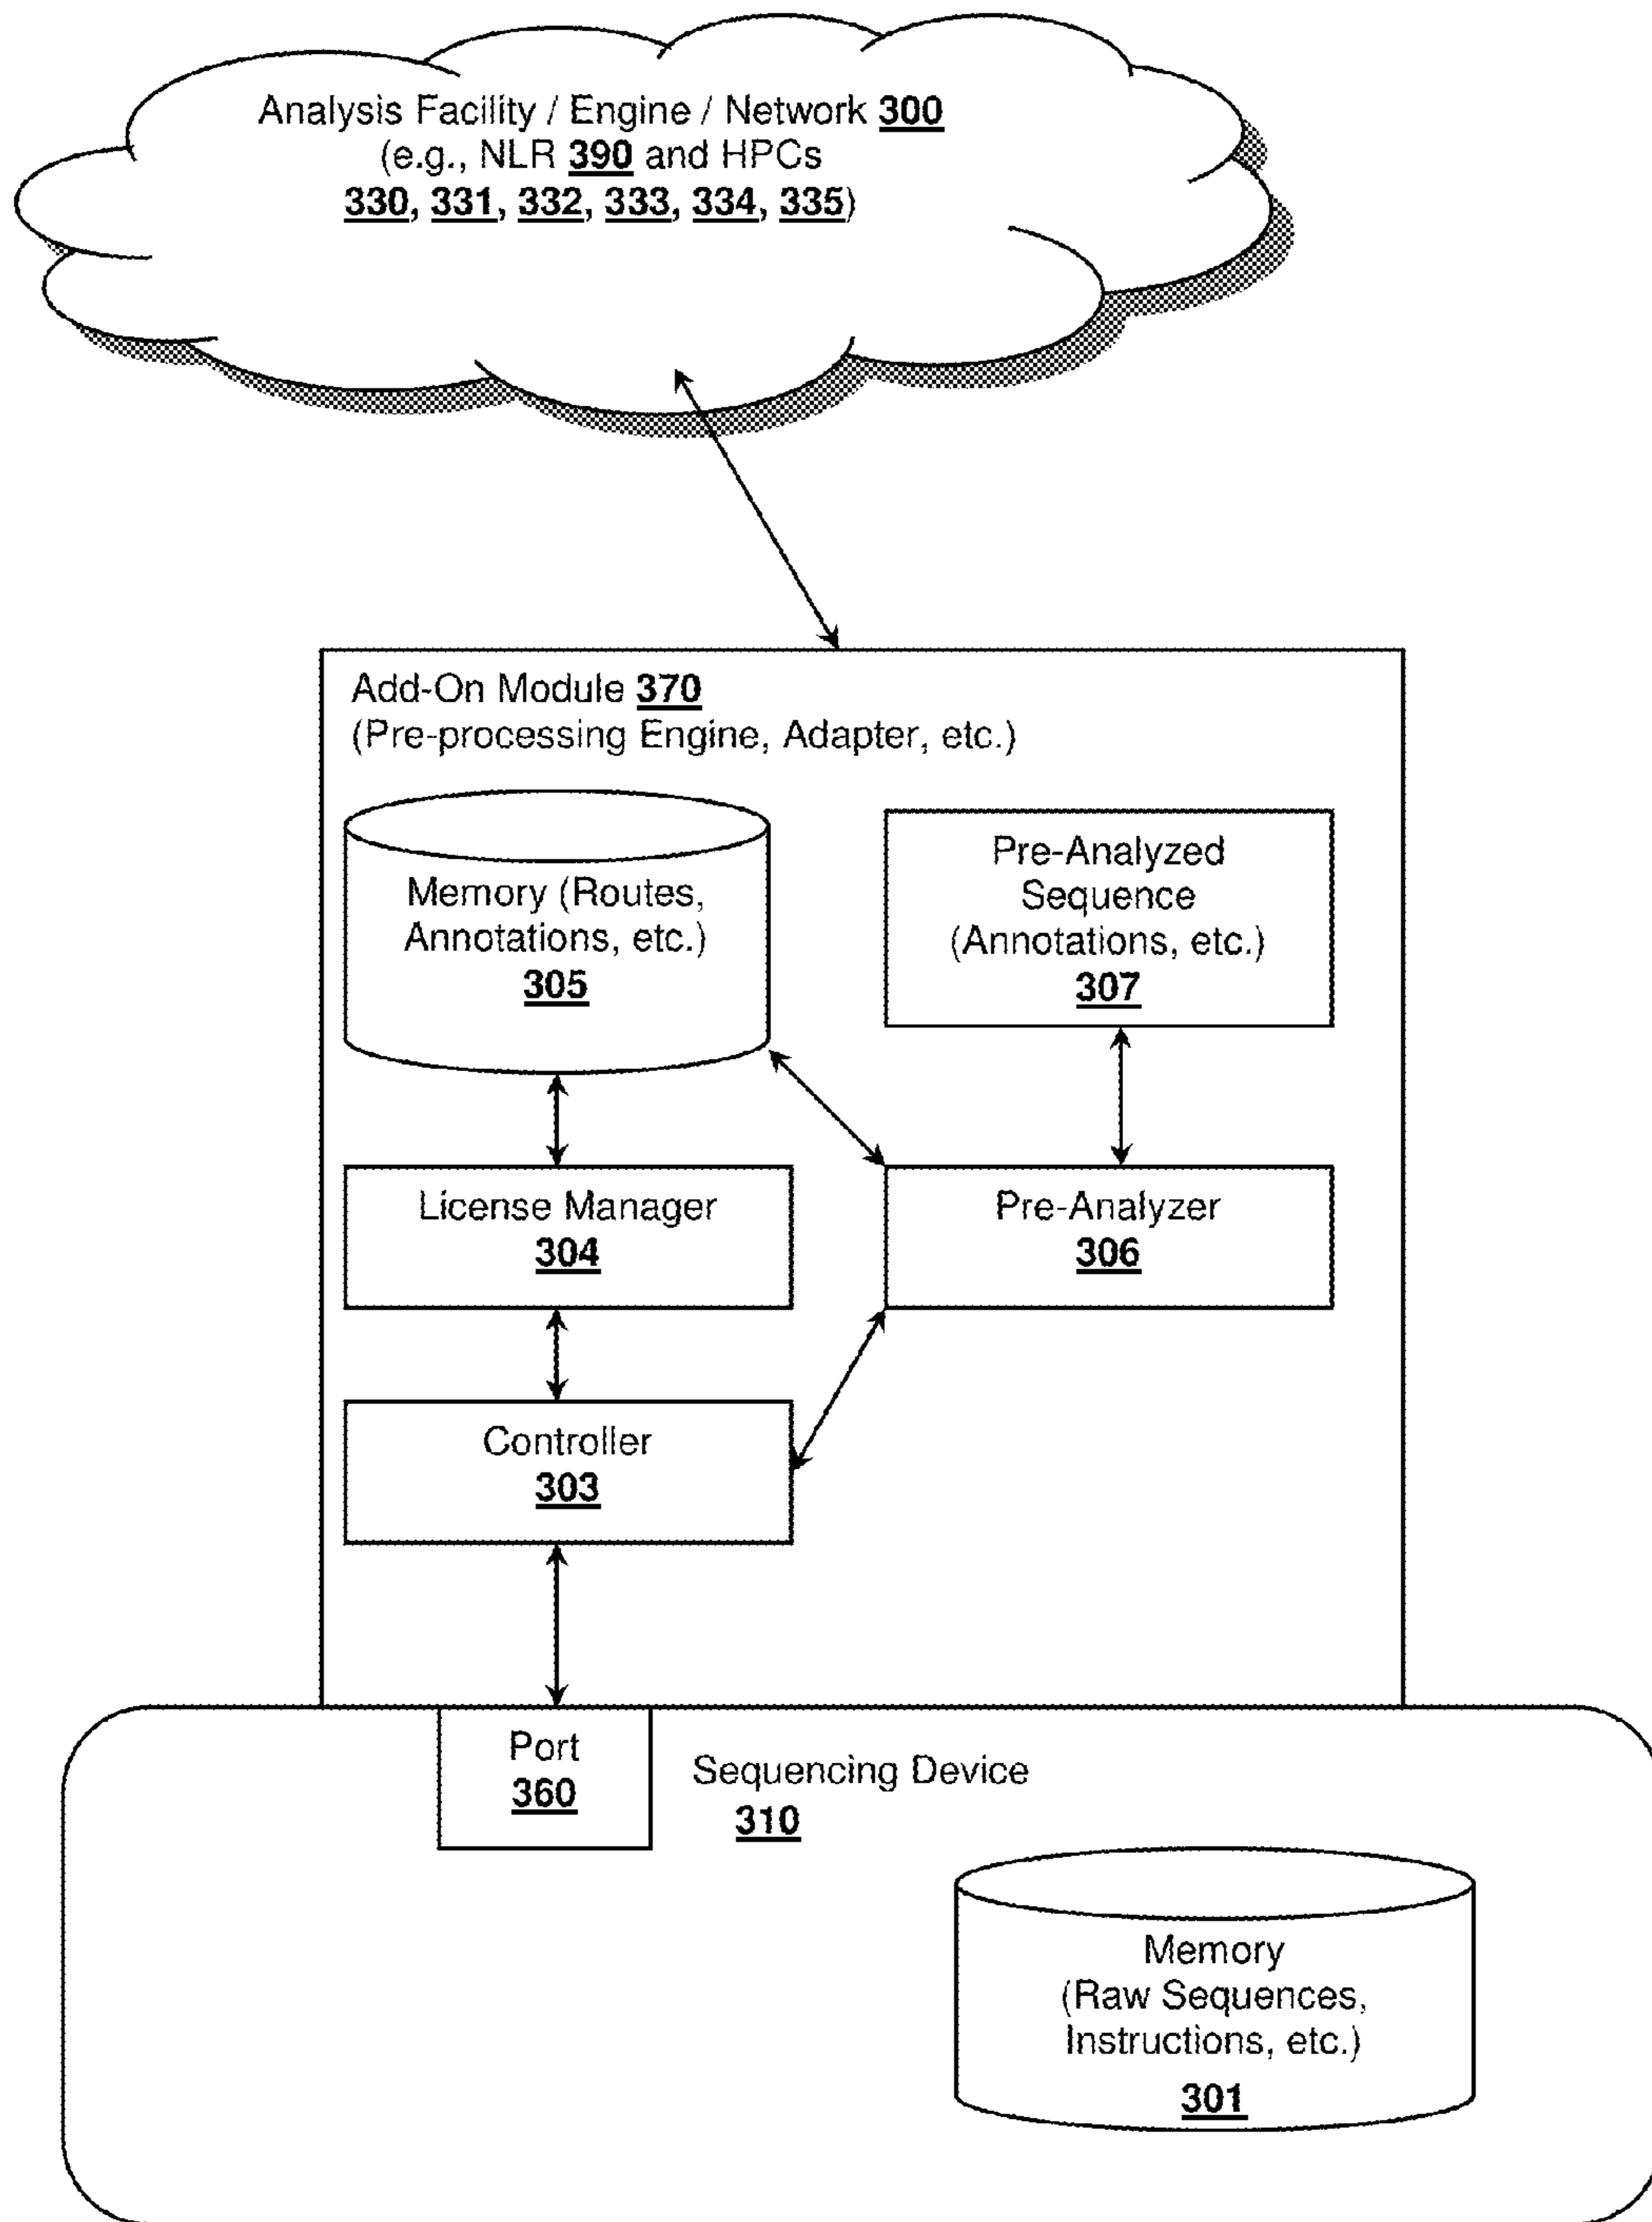 Analysis Facility / Engine / Network 300
(e.g., NLR 390 and HPCs
330, 331, 332, 333, 334, 335)
Add-On Module 370
(Pre-processing Engine, Adapter, etc.)
Memory (Routes,
Annotations, etc.)
305
Pre-Analyzed
Sequence
(Annotations, etc.)
307
License Manager
304
Pre-Analyzer
306
Controller
303
Port
360
Sequencing Device
310
Memory
(Raw Sequences,
Instructions, etc.)
301